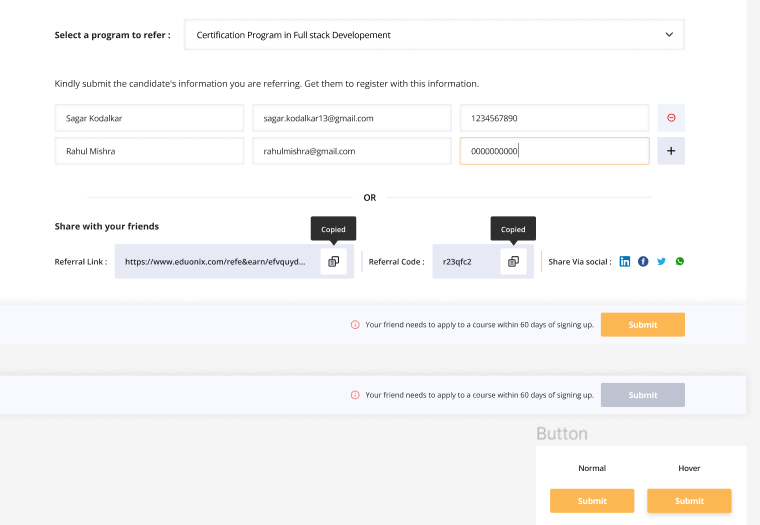 Select a program to refer :
Certification Program in Full stack Developement
Kindly submit the candidate's information you are referring. Get them to register with this information.
Sagar Kodalkar
sagar.kodalkar13@gmail.com
1234567890
Rahul Mishra
rahulmishra@gmail.com
0000000000
OR
Share with your friends
Copied
Copied
Referral Link :
https://www.eduonix.com/refe&earn/efvquyd...
Referral Code :
r23qfc2
Share Via social :
Your friend needs to apply to a course within 60 days of signing up.
Submit
Your friend needs to apply to a course within 60 days of signing up.
Submit
Button
Normal
Hover
Submit
Submit